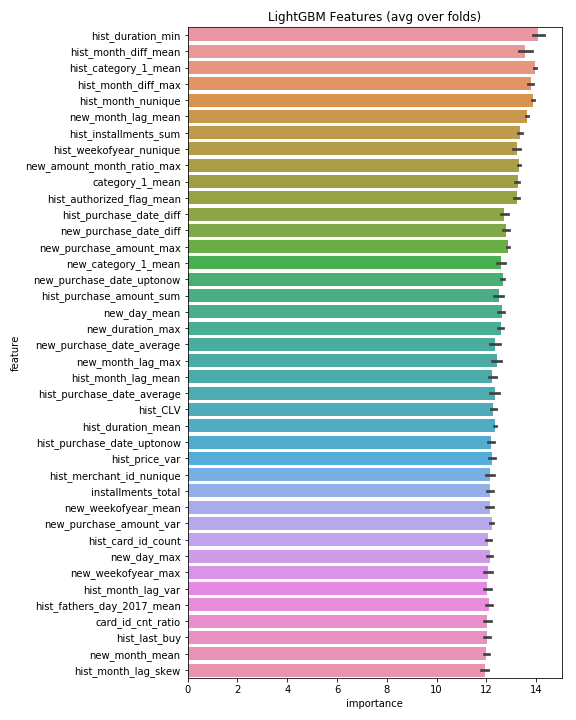 LightGBM Features (avg over folds)
hist_duration_min
hist_month_diff_mean
hist_category_1_mean
hist_month_diff_max
hist_month_nunique
new_month_lag_mean
hist_installments_sum
hist_weekofyear_nunique
new_amount_month_ratio_max
category_1_mean
hist_authorized_flag_mean
hist_purchase_date_diff
new_purchase_date_diff
new_purchase_amount_max
new_category_1_mean
new_purchase_date_uptonow
hist_purchase_amount_sum
new_day_mean
new_duration_max
new_purchase_date_average
new_month_lag_max
hist_month_lag_mean
hist_purchase_date_average
hist_CLV
hist_duration_mean
hist_purchase_date_uptonow
hist_price_var
hist_merchant_id_nunique
installments_total
new_weekofyear_mean
new_purchase_amount_var
hist_card_id_count
new_day_max
new_weekofyear_max
hist_month_lag_var
hist_fathers_day_2017_mean
card_id_cnt_ratio
hist_last_buy
new_month_mean
hist_month_lag_skew
feature
0 2 4 6 8 10 12 14
importance